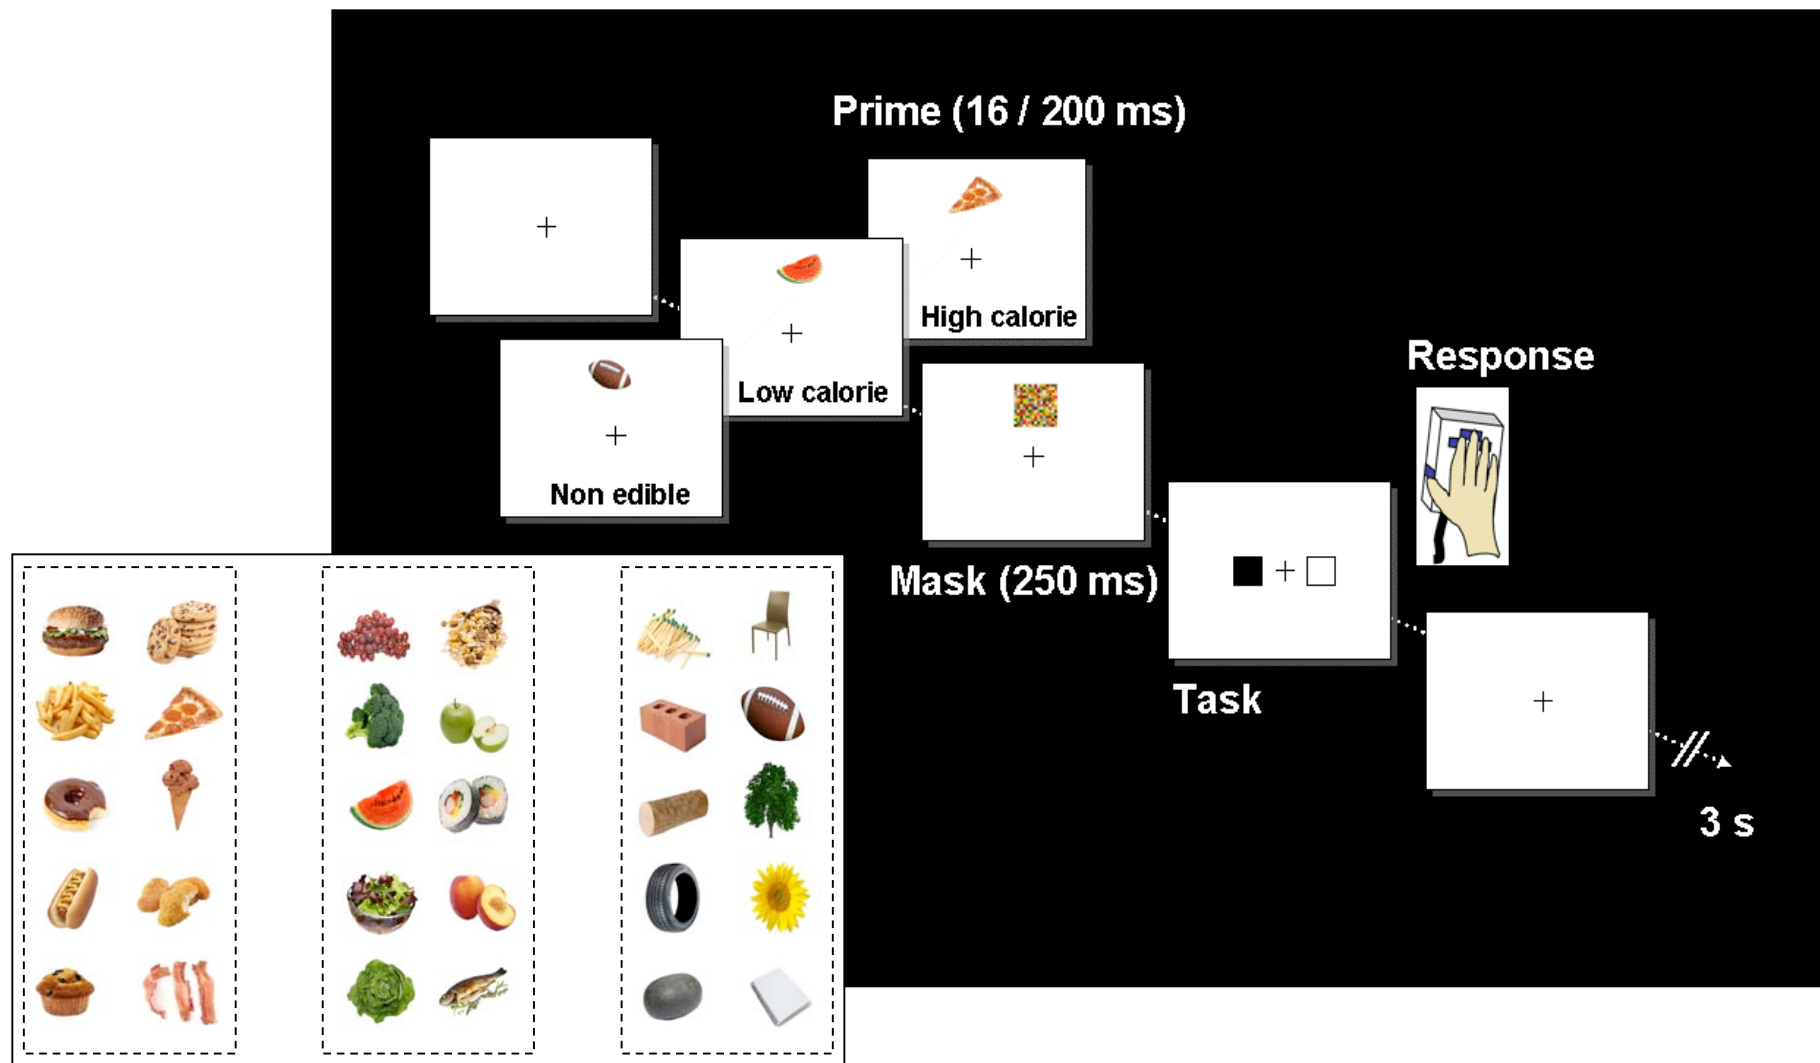 Prime (16 / 200 ms)
High calorie
Low calorie
Non edible
Response
Mask (250 ms)
Task
3 s